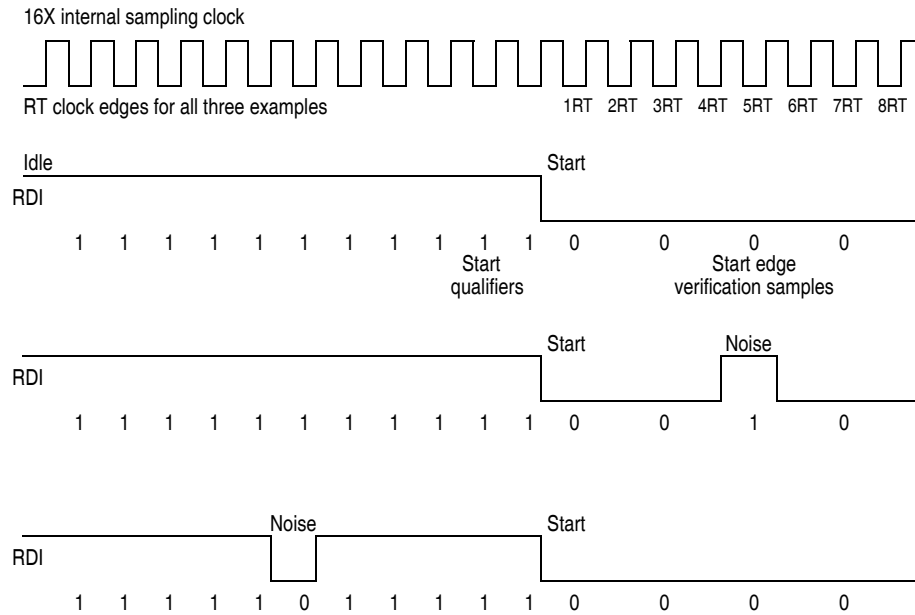 16X internal sampling clock
RT clock edges for all three examples
1RT 2RT 3RT 4RT 5RT 6RT 7RT 8RT
Idle Start
RDI
1 1 1 1 1 1 1 1 1 1 1 0 0 0 0
Start qualifiers
Start edge verification samples
Start Noise
RDI
1 1 1 1 1 1 1 1 1 1 1 0 0 1 0
Noise Start
RDI
1 1 1 1 1 0 1 1 1 1 1 0 0 0 0